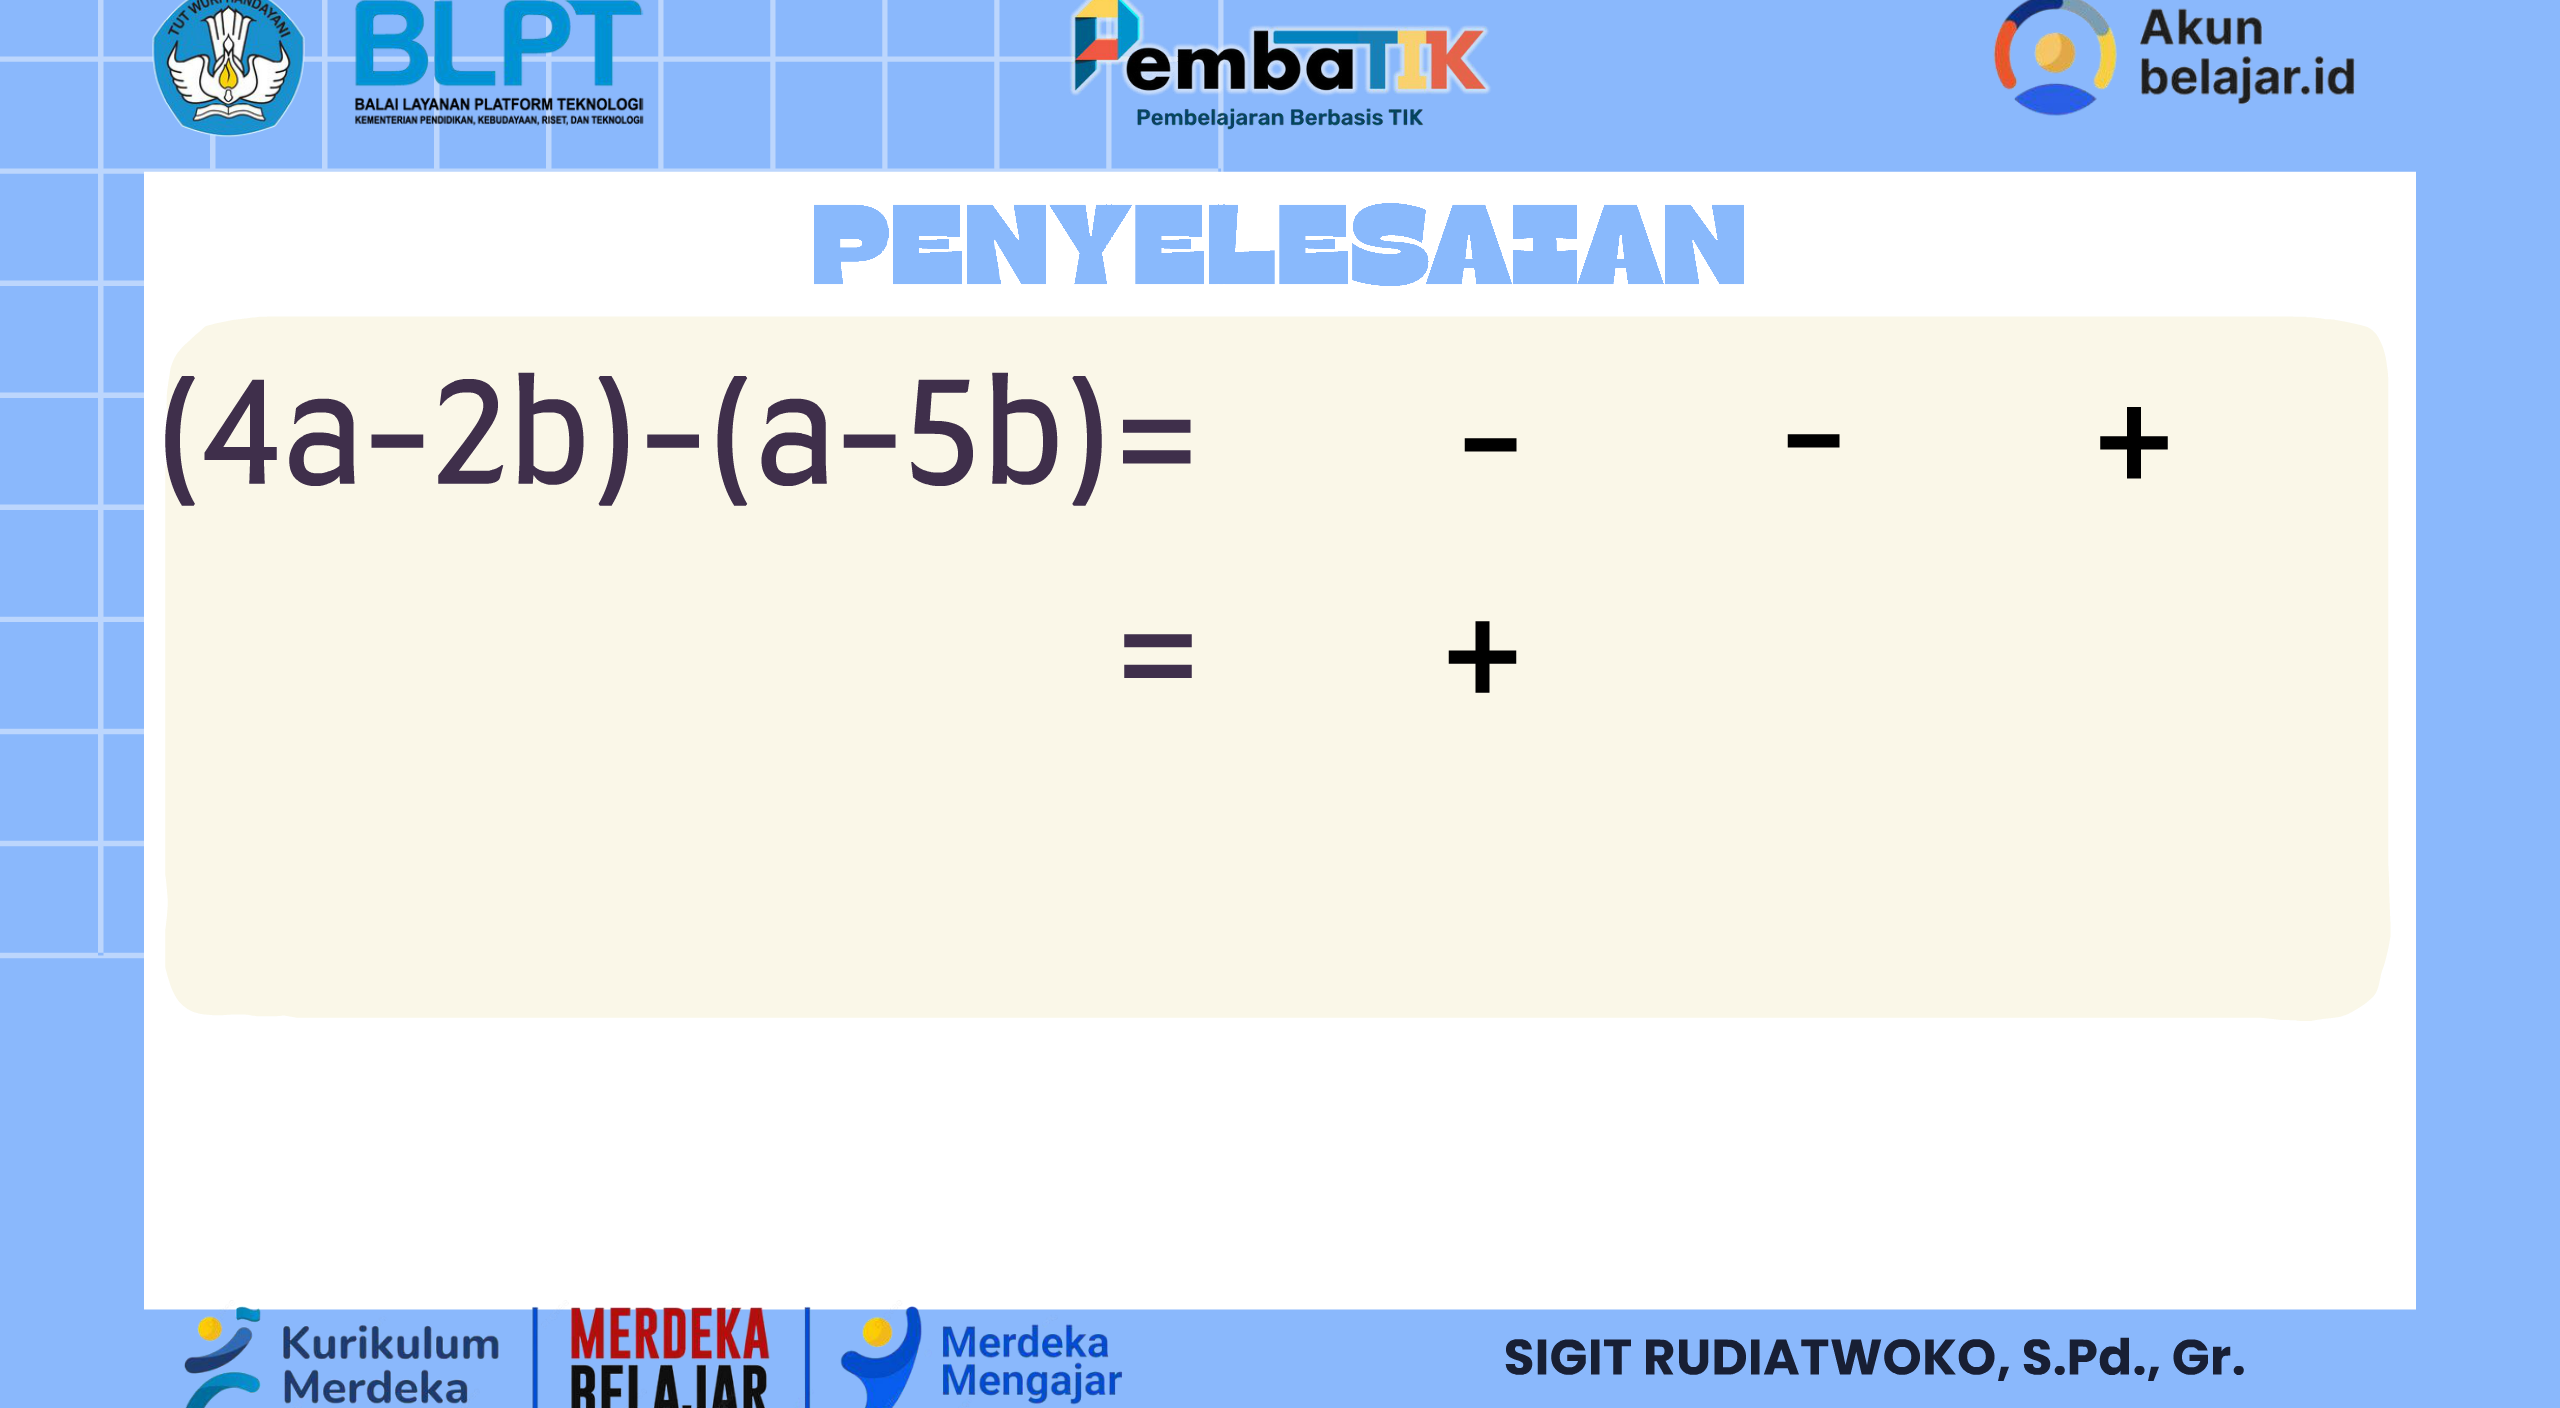 TUT WURI HANDAYANI
BLPT
BALAI LAYANAN PLATFORM TEKNOLOGI
KEMENTERIAN PENDIDIKAN, KEBUDAYAAN, RISET, DAN TEKNOLOGI
PembaTIK
Pembelajaran Berbasis TIK
Akun
belajar.id
PENYELESAIAN
(4a-2b)-(a-5b)= - - +
= +
Kurikulum
Merdeka
MERDEKA
BELAJAR
Merdeka
Mengajar
SIGIT RUDIATWOKO, S.Pd., Gr.